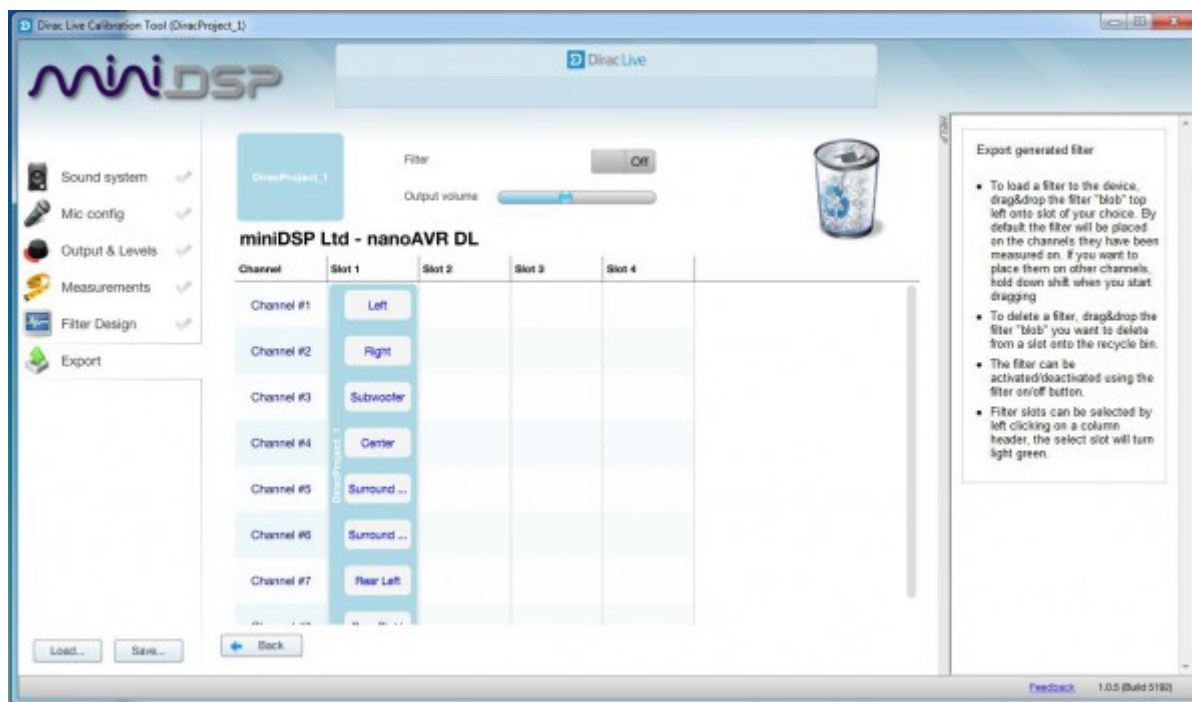 Dirac Live Calibration Tool (DiracProject_1)
miniDSP
Dirac Live
Sound system
Mic config
Output & Levels
Measurements
Filter Design
Export
DiracProject_1
Filter
Off
Output volume
miniDSP Ltd - nanoAVR DL
Channel Slot 1 Slot 2 Slot 3 Slot 4
Channel #1 Left
Channel #2 Right
Channel #3 Subwoofer
Channel #4 Center
Channel #5 Surround ...
Channel #6 Surround ...
Channel #7 Rear Left
DiracProject_1
Load...
Save...
Back
HELP
Export generated filter
• To load a filter to the device,
drag&drop the filter "blob" top
left onto slot of your choice. By
default the filter will be placed
on the channels they have been
measured on. If you want to
place them on other channels,
hold down shift when you start
dragging
• To delete a filter, drag&drop the
filter "blob" you want to delete
from a slot onto the recycle bin.
• The filter can be
activated/deactivated using the
filter on/off button.
• Filter slots can be selected by
left clicking on a column
header, the select slot will turn
light green.
Feedback 1.0.5 (Build 5192)